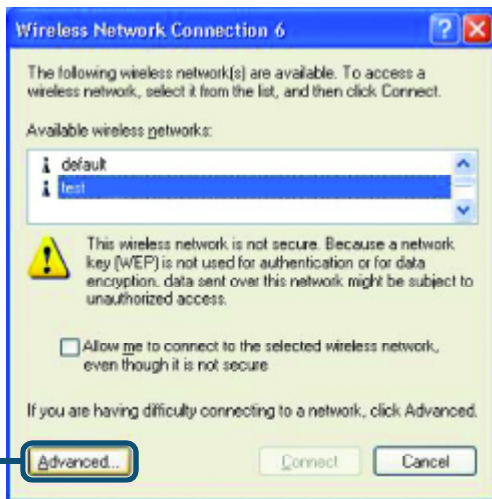 Wireless Network Connection 6
The following wireless network(s) are available. To access a
wireless network, select it from the list, and then click Connect.
Available wireless networks:
default
test
This wireless network is not secure. Because a network
key (WEP) is not used for authentication or for data
encryption, data sent over this network might be subject to
unauthorized access.
Allow me to connect to the selected wireless network,
even though it is not secure
If you are having difficulty connecting to a network, click Advanced.
Advanced... Connect Cancel